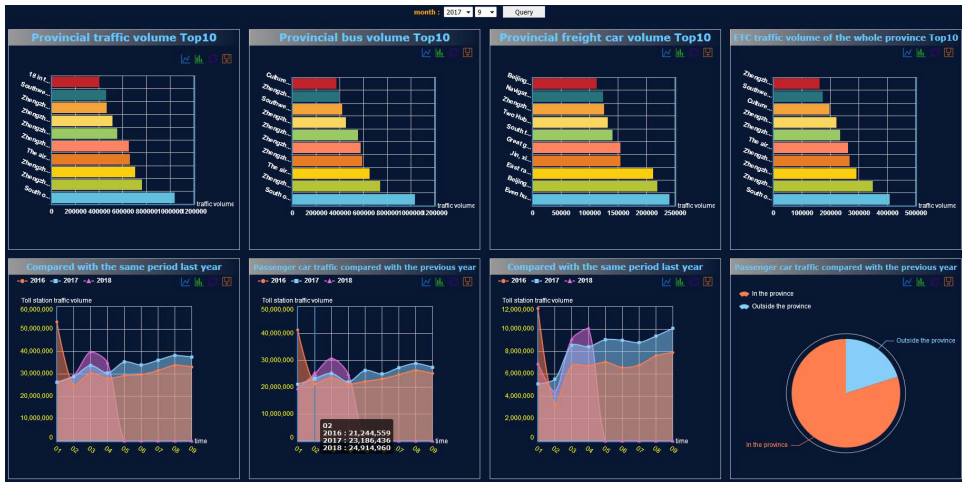 month : 2017 9 Query
Provincial traffic volume Top10
18 in t...
Southwe...
Zhengzh...
Zhengzh...
Zhengzh...
Zhengzh...
The air...
Zhengzh...
Zhengzh...
South o...
traffic volume
0 200000 400000 600000 800000 1000000 1200000
Provincial bus volume Top10
Culture...
Zhengzh...
Southwe...
Zhengzh...
Zhengzh...
Zhengzh...
Zhengzh...
The air...
Zhengzh...
South o...
traffic volume
0 200000 400000 600000 800000 1000000 1200000
Provincial freight car volume Top10
Beijing...
Navigat...
Zhengzh...
Two Hub...
South t...
Great g...
Jin, xi...
East ra...
Beijing...
Even hu...
traffic volume
0 50000 100000 150000 200000 250000
ETC traffic volume of the whole province Top10
Zhengzh...
Southwe...
Culture...
Zhengzh...
Zhengzh...
The air...
Zhengzh...
Zhengzh...
Zhengzh...
South o...
traffic volume
0 100000 200000 300000 400000 500000
Compared with the same period last year
2016 2017 2018
Toll station traffic volume
60,000,000
50,000,000
40,000,000
30,000,000
20,000,000
10,000,000
0
time
01 02 03 04 05 06 07 08 09
Passenger car traffic compared with the previous year
2016 2017 2018
Toll station traffic volume
50,000,000
40,000,000
30,000,000
20,000,000
10,000,000
0
02
2016 : 21,244,559
2017 : 23,186,436
2018 : 24,914,960
time
01 02 03 04 05 06 07 08 09
Compared with the same period last year
2016 2017 2018
Toll station traffic volume
12,000,000
10,000,000
8,000,000
6,000,000
4,000,000
2,000,000
0
time
01 02 03 04 05 06 07 08 09
Passenger car traffic compared with the previous year
In the province
Outside the province
Outside the province
In the province